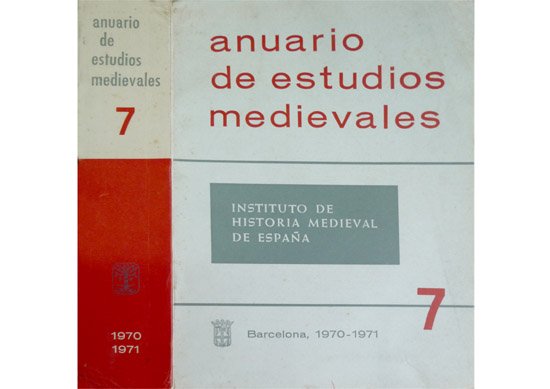 anuario
de
estudios
medievales
7
1970
1971
anuario
de estudios
medievales
INSTITUTO DE
HISTORIA MEDIEVAL
DE ESPAÑA
7
Barcelona, 1970-1971